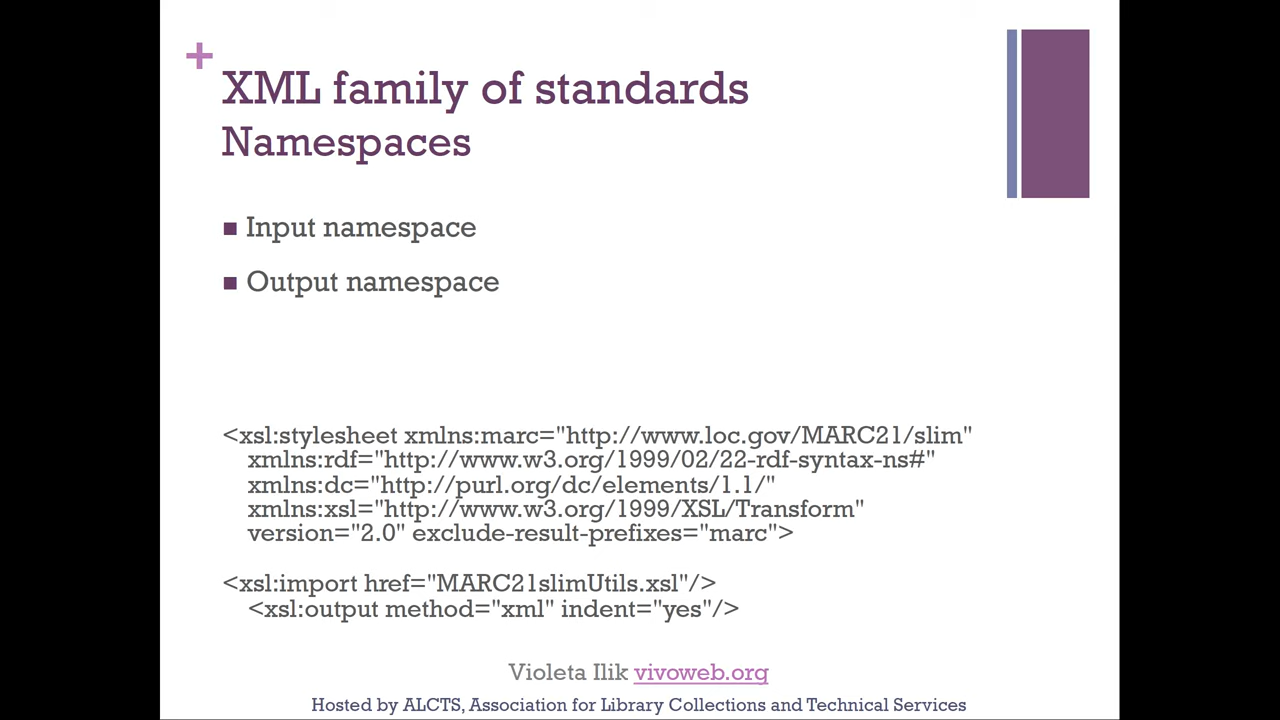 +
XML family of standards
Namespaces
Input namespace
Output namespace
<xsl:stylesheet xmlns:marc="http://www.loc.gov/MARC21/slim"
xmlns:rdf="http://www.w3.org/1999/02/22-rdf-syntax-ns#"
xmlns:dc="http://purl.org/dc/elements/1.1/"
xmlns:xsl="http://www.w3.org/1999/XSL/Transform"
version="2.0" exclude-result-prefixes="marc">
<xsl:import href="MARC21slimUtils.xsl"/>
<xsl:output method="xml" indent="yes"/>
Violeta Ilik vivoweb.org
Hosted by ALCTS, Association for Library Collections and Technical Services